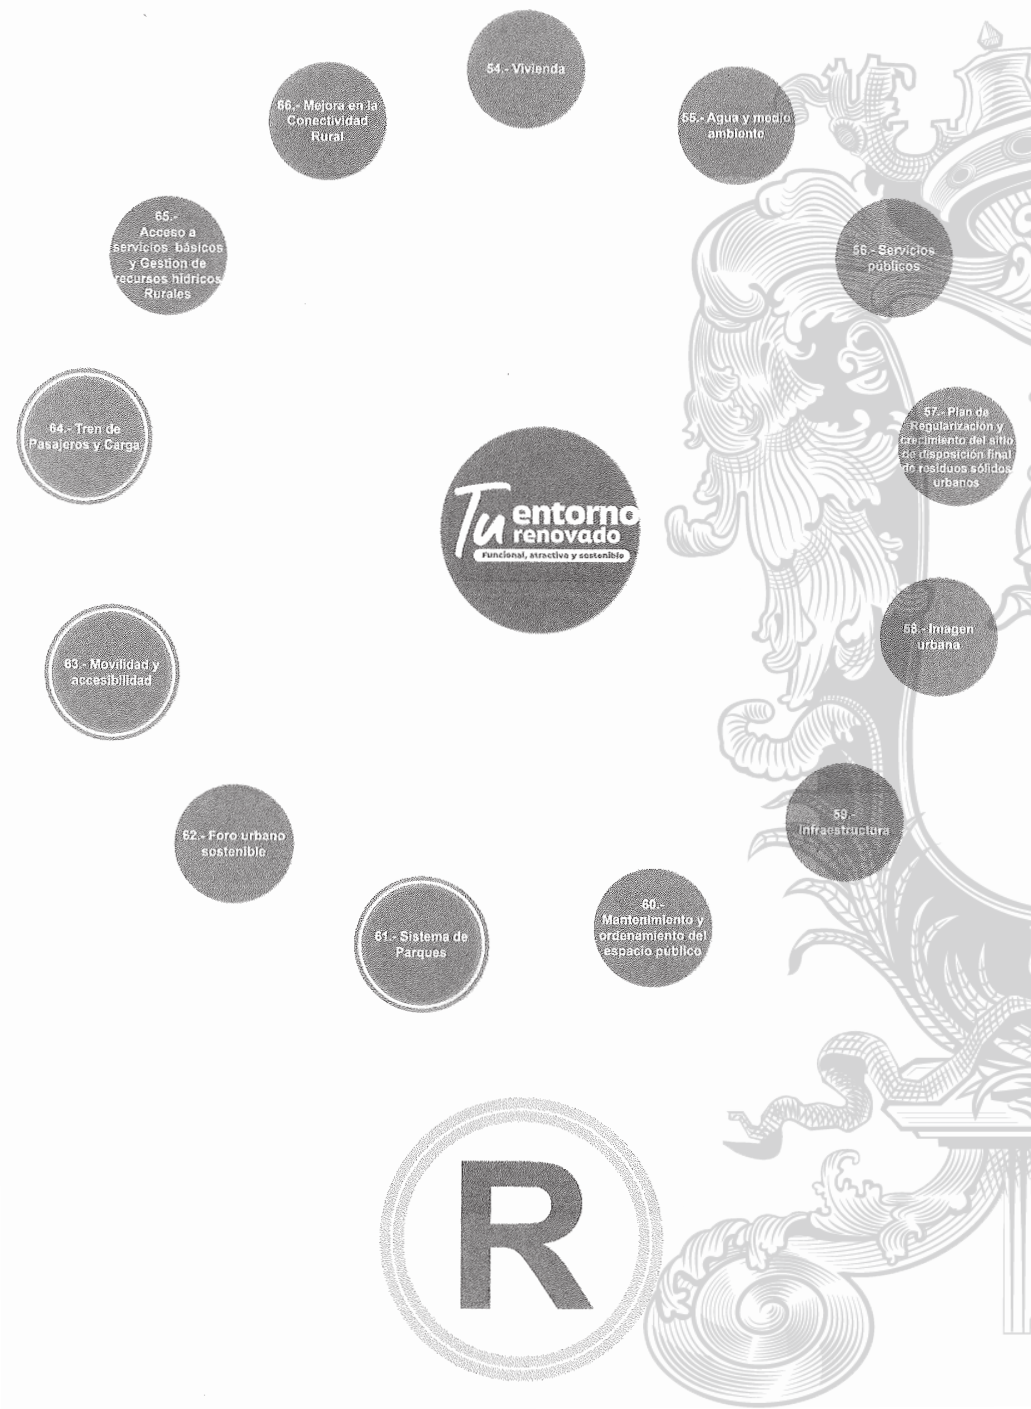 54.- Vivienda
66.- Mejora en la
Conectividad
Rural
55.- Agua y medio
ambiente
65.-
Acceso a
servicios básicos
y Gestion de
recursos hídricos
Rurales
56.- Servicios
públicos
64.- Tren de
Pasajeros y Carga
57.- Plan de
Regularización y
crecimiento del sitio
de disposición final
de residuos sólidos
urbanos
Tu entorno
renovado
Funcional, atractiva y sostenible
58.- Imagen
urbana
63.- Movilidad y
accesibilidad
59.-
Infraestructura
62.- Foro urbano
sostenible
60.-
Mantenimiento y
ordenamiento del
espacio público
61.- Sistema de
Parques
R